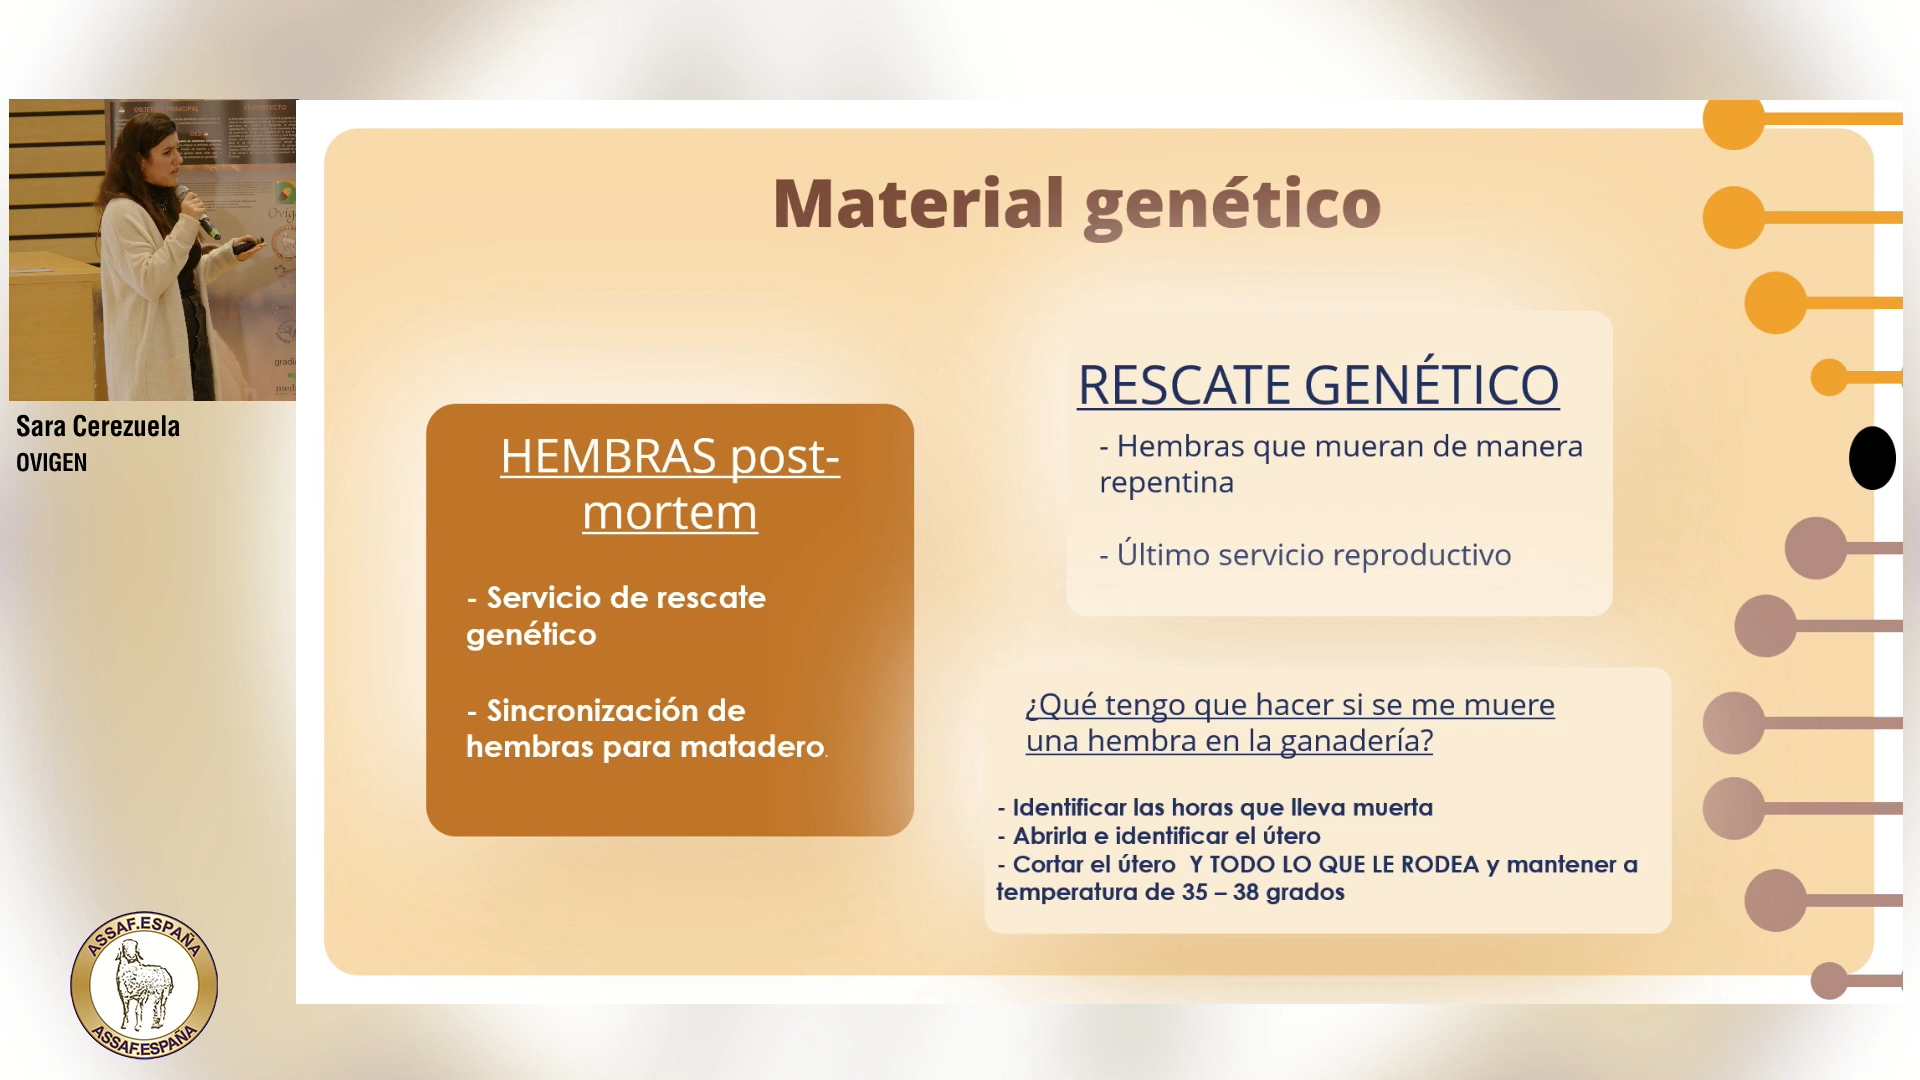 OBJETIVO PRINCIPAL
Sara Cerezuela
OVIGEN
Material genético
HEMBRAS post-
mortem
- Servicio de rescate
genético
- Sincronización de
hembras para matadero.
RESCATE GENÉTICO
- Hembras que mueran de manera
repentina
- Último servicio reproductivo
¿Qué tengo que hacer si se me muere
una hembra en la ganadería?
- Identificar las horas que lleva muerta
- Abrirla e identificar el útero
- Cortar el útero  Y TODO LO QUE LE RODEA y mantener a
temperatura de 35 – 38 grados
ASSAF.ESPAÑA
ASSAF.ESPAÑA